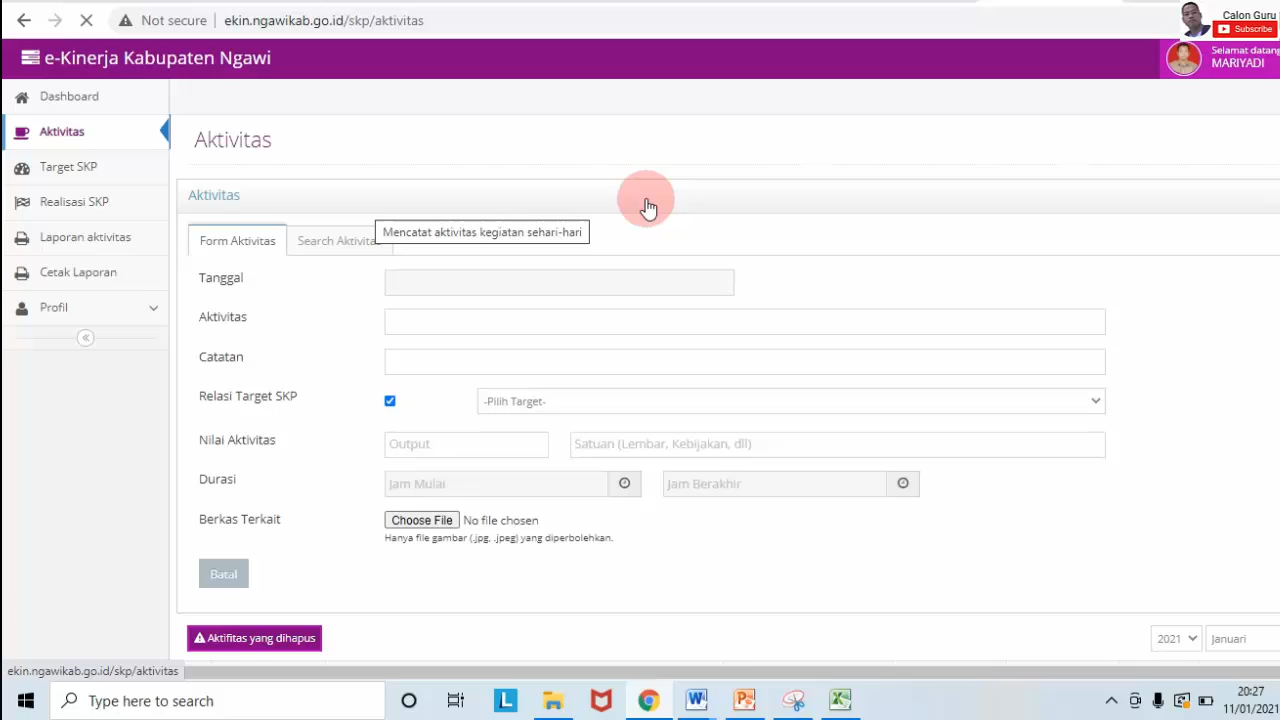 Not secure
ekin.ngawikab.go.id/skp/aktivitas
Calon Guru
Subscribe
e-Kinerja Kabupaten Ngawi
Selamat datang
MARIYADI
Dashboard
Aktivitas
Target SKP
Realisasi SKP
Laporan aktivitas
Cetak Laporan
Profil
Aktivitas
Aktivitas
Form Aktivitas
Search Aktivita
Mencatat aktivitas kegiatan sehari-hari
Tanggal
Aktivitas
Catatan
Relasi Target SKP
-Pilih Target-
Nilai Aktivitas
Output
Satuan (Lembar, Kebijakan, dll)
Durasi
Jam Mulai
Jam Berakhir
Berkas Terkait
Choose File No file chosen
Hanya file gambar (.jpg, .jpeg) yang diperbolehkan.
Batal
Aktifitas yang dihapus
2021
Januari
ekin.ngawikab.go.id/skp/aktivitas
Type here to search
20:27
11/01/2021